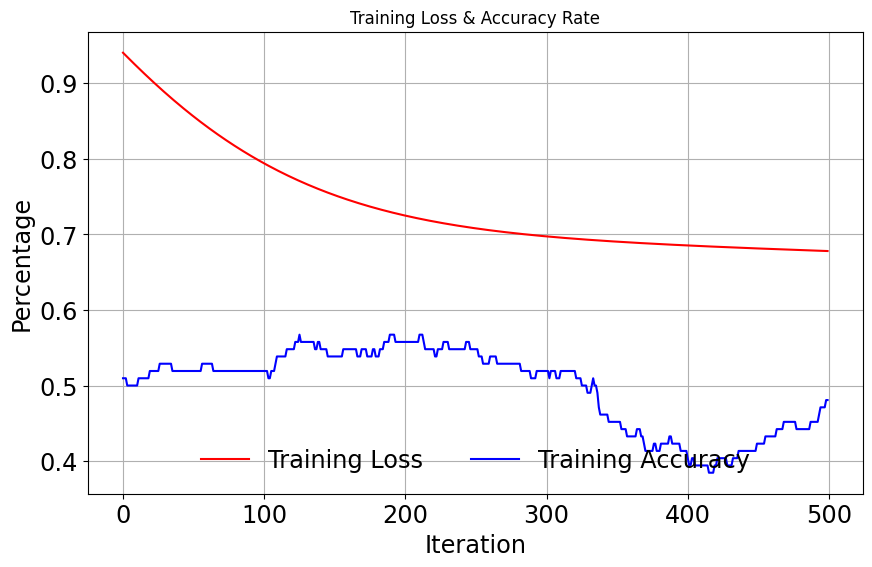 Training Loss & Accuracy Rate
Percentage
0.9
0.8
0.7
0.6
0.5
0.4
Training Loss
Training Accuracy
0
100
200
300
400
500
Iteration